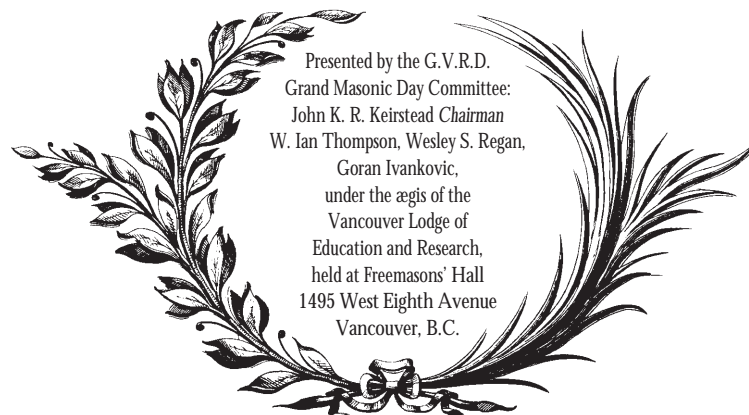 Presented by the G.V.R.D.
Grand Masonic Day Committee:
John K. R. Keirstead Chairman
W. Ian Thompson, Wesley S. Regan,
Goran Ivankovic,
under the ægis of the
Vancouver Lodge of
Education and Research,
held at Freemasons’ Hall
1495 West Eighth Avenue
Vancouver, B.C.